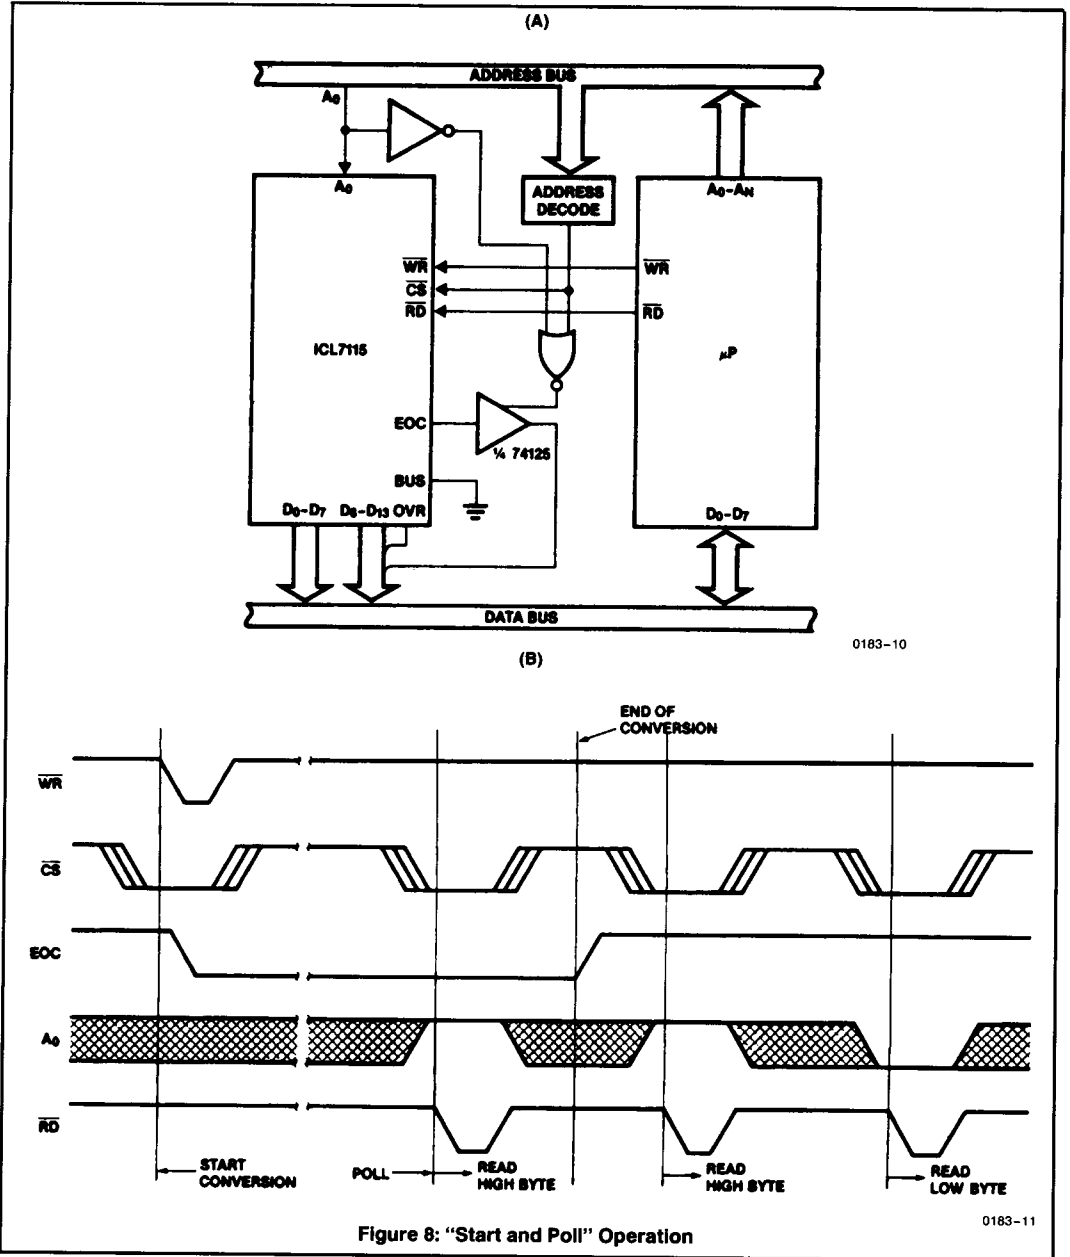 (A)
ADDRESS BUS
A0
A0
ADDRESS
DECODE
A0-AN
WR
CS
RD
WR
RD
ICL7115
μP
EOC
¼ 74125
BUS
D0-D7 D8-D13 OVR
D0-D7
DATA BUS
0183-10
(B)
END OF
CONVERSION
WR
CS
EOC
A0
RD
START
CONVERSION
POLL
READ
HIGH BYTE
READ
HIGH BYTE
READ
LOW BYTE
0183-11
Figure 8: "Start and Poll" Operation